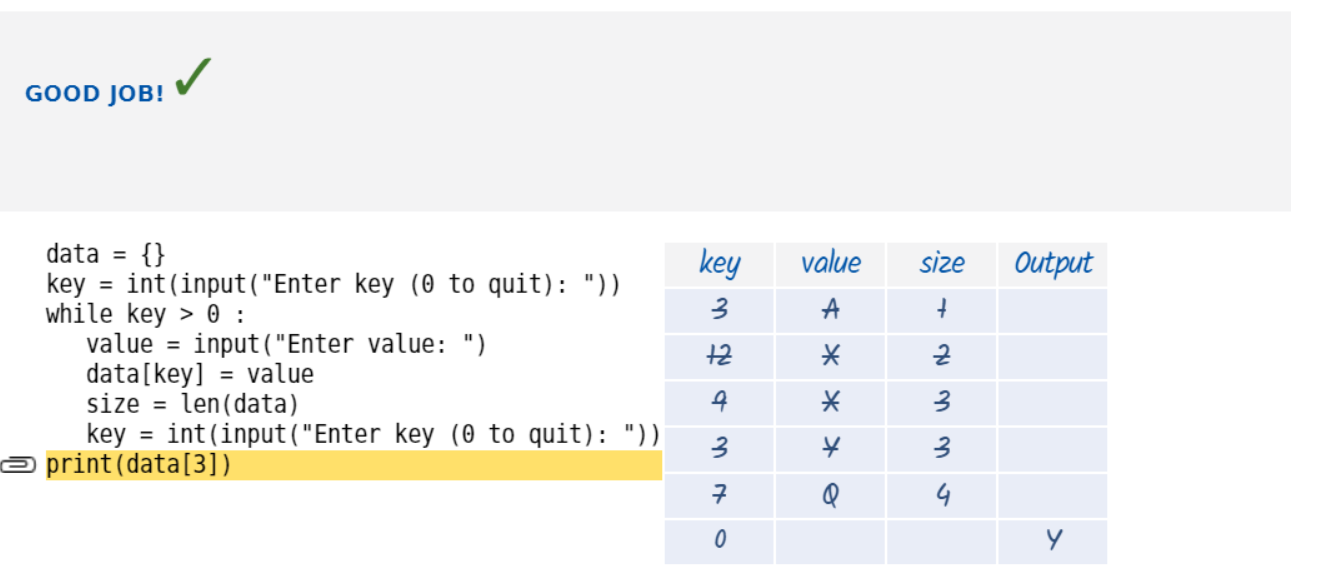 GOOD JOB! ✓
data = {}
key = int(input("Enter key (0 to quit): "))
while key > 0 :
   value = input("Enter value: ")
   data[key] = value
   size = len(data)
   key = int(input("Enter key (0 to quit): "))
print(data[3])
key value size Output
3 A 1
12 X 2
9 X 3
3 Y 3
7 Q 4
0 Y